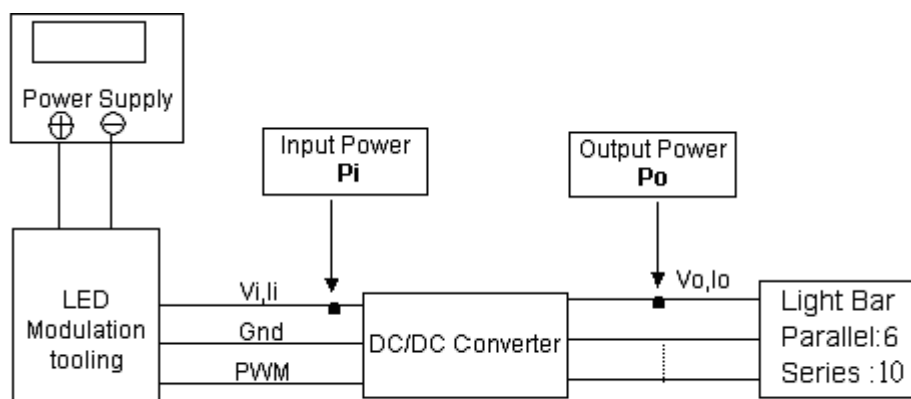 Power Supply
Input Power
Pi
Output Power
Po
LED
Modulation
tooling
Vi,Ii
Gnd
PWM
DC/DC Converter
Vo,Io
Light Bar
Parallel:6
Series :10